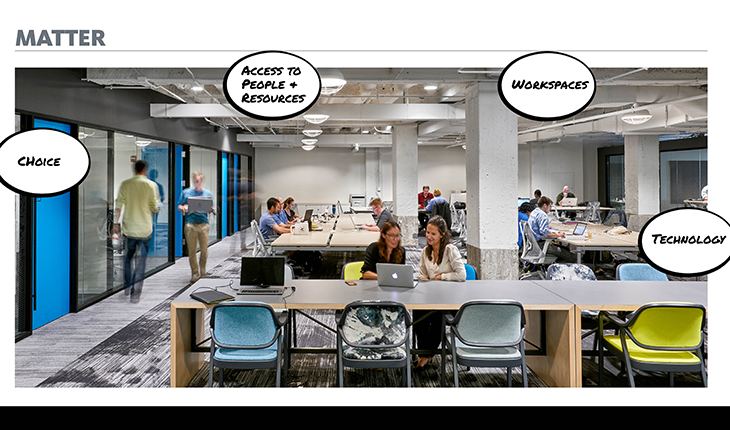 MATTER
Access to
People &
Resources
Workspaces
CHoice
Technology